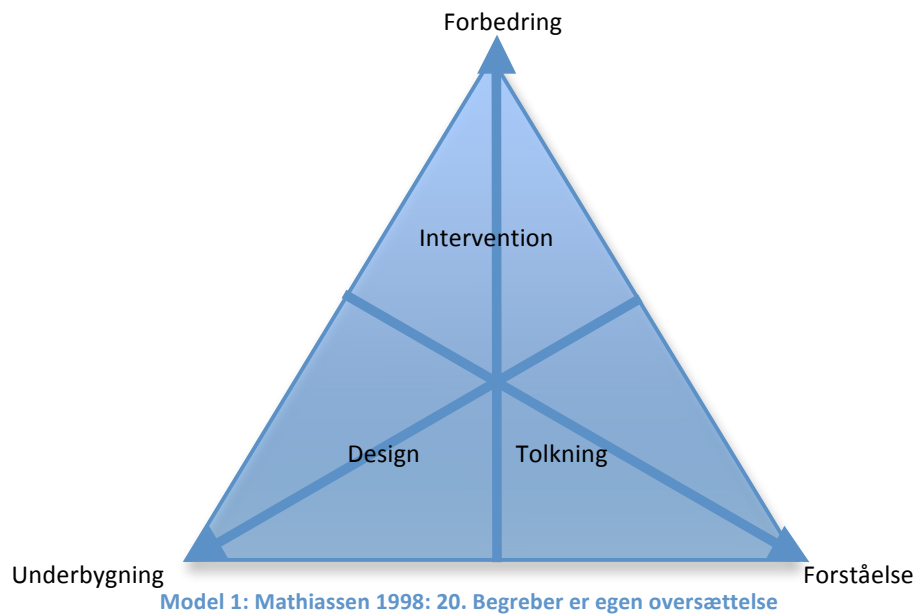 Forbedring
Intervention
Design
Tolkning
Underbygning
Forståelse
Model 1: Mathiassen 1998: 20. Begreber er egen oversættelse